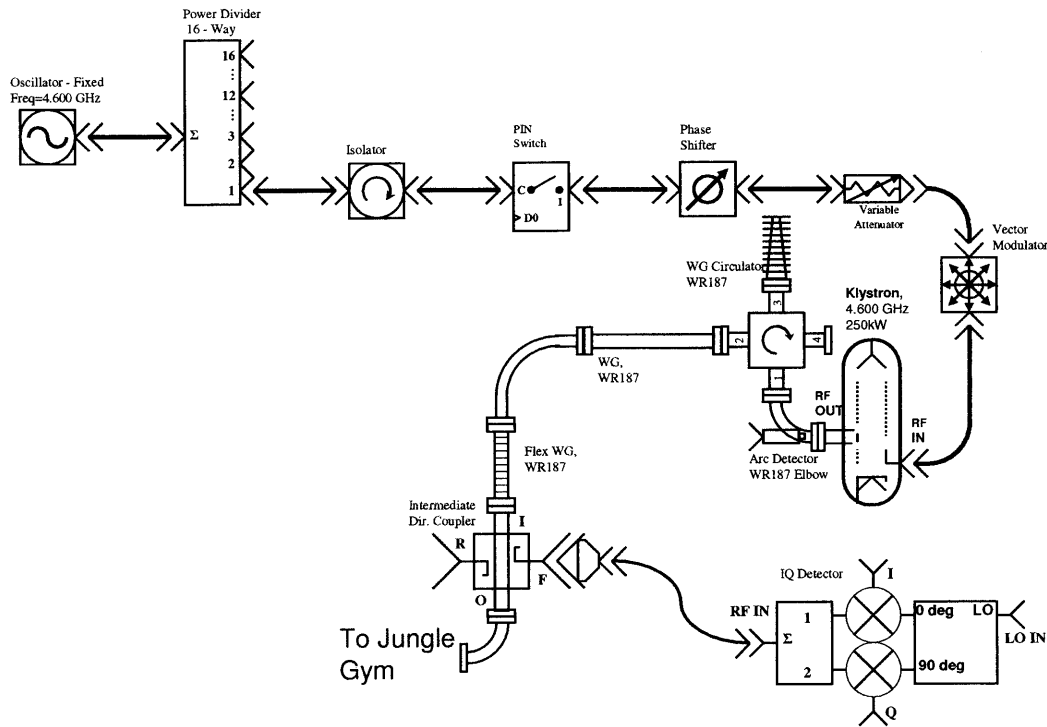 Power Divider
16 - Way
Oscillator - Fixed
Freq=4.600 GHz
16
12
3
2
1
Σ
Isolator
PIN
Switch
C
1
D0
Phase
Shifter
Variable
Attenuator
Vector
Modulator
WG Circulator
WR187
3
2
4
1
Klystron,
4.600 GHz
250kW
WG,
WR187
RF
OUT
RF
IN
Arc Detector
WR187 Elbow
Flex WG,
WR187
Intermediate
Dir. Coupler
I
R
F
O
To Jungle
Gym
IQ Detector
I
RF IN
1
Σ
2
0 deg
LO
LO IN
90 deg
Q